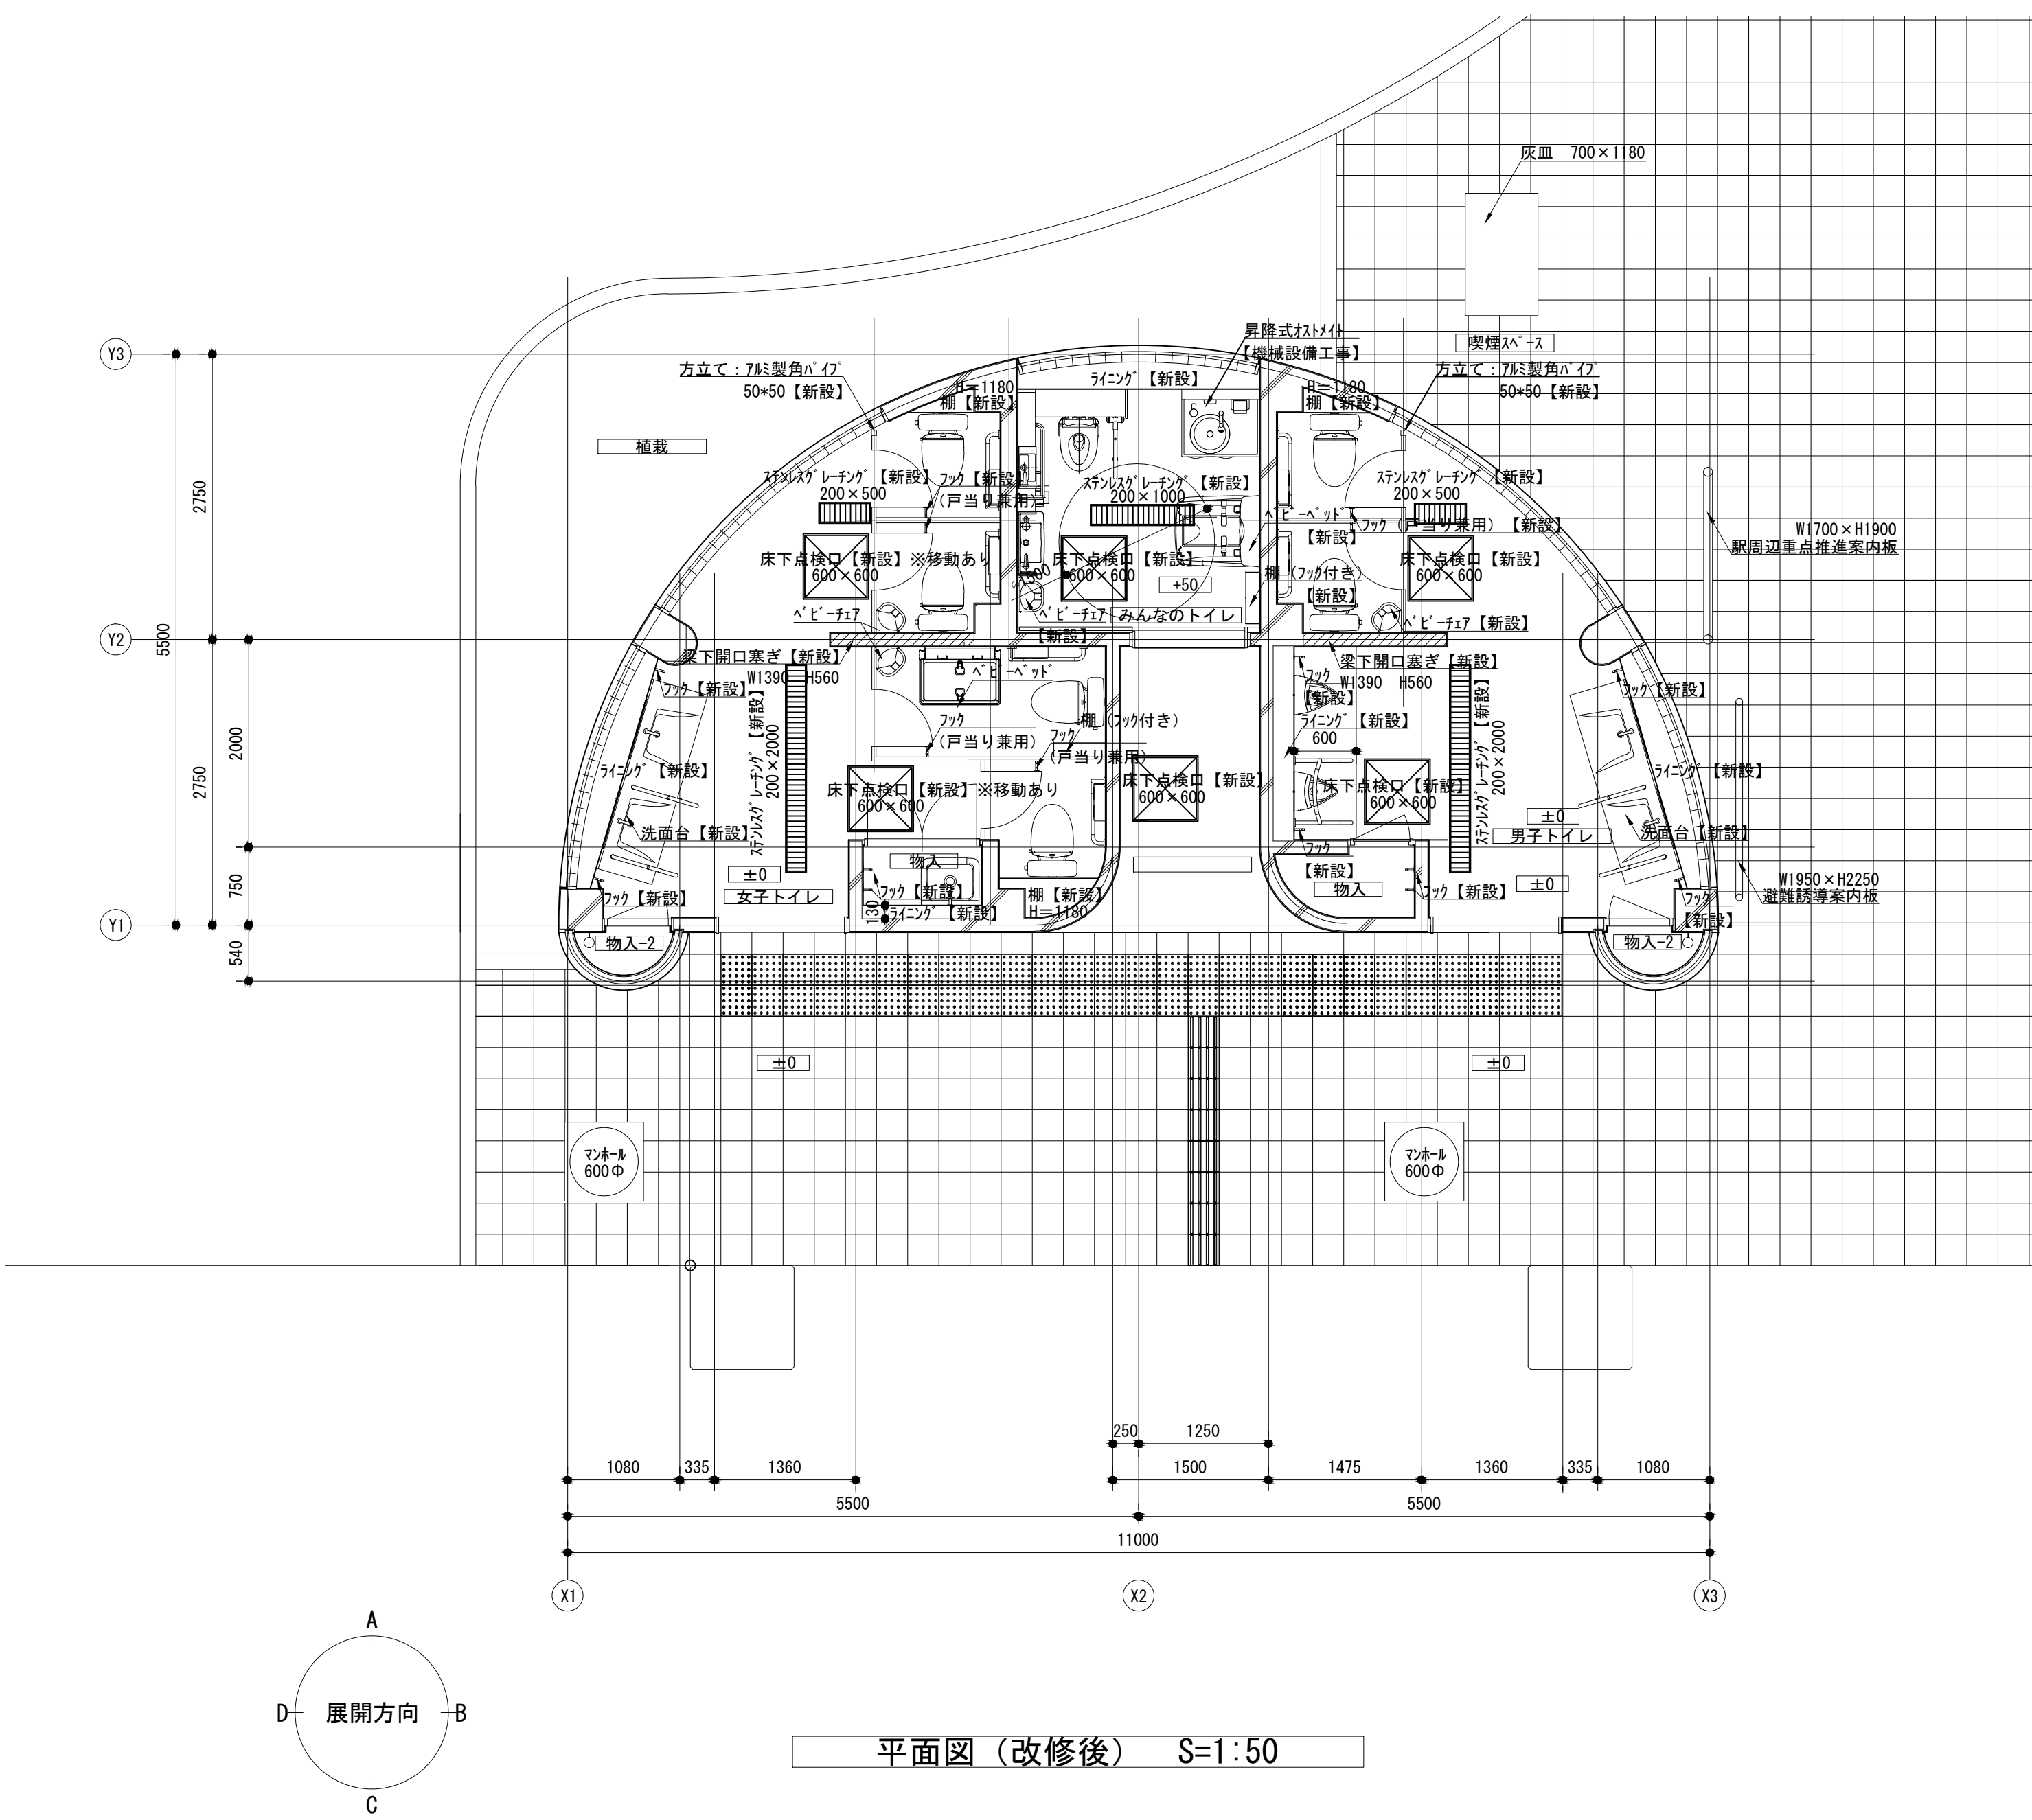 灰皿　700×1180
喫煙スペース
昇降式オストメイト
【機械設備工事】
Y3
方立て：アルミ製角パイプ
50*50【新設】
H=1180
棚【新設】
ライニング【新設】
H=1180
棚【新設】
方立て：アルミ製角パイプ
50*50【新設】
植栽
ステンレスグレーチング【新設】
200×500
フック【新設】
(戸当り兼用)
ステンレスグレーチング【新設】
200×1000
ステンレスグレーチング【新設】
200×500
ベビーベッド
【新設】
フック（戸当り兼用）【新設】
W1700×H1900
駅周辺重点推進案内板
2750
床下点検口【新設】※移動あり
600×600
床下点検口【新設】
600×600
床下点検口【新設】
600×600
1500
+50
棚（フック付き）
【新設】
ベビーチェア
ベビーチェア
【新設】
みんなのトイレ
ベビーチェア【新設】
Y2
5500
梁下開口塞ぎ【新設】
W1390　H560
ベビーベッド
梁下開口塞ぎ【新設】
W1390　H560
フック【新設】
フック
【新設】
フック【新設】
フック
(戸当り兼用)
棚（フック付き）
フック
(戸当り兼用)
ライニング【新設】
600
2000
2750
ライニング【新設】
ステンレスグレーチング【新設】
200×2000
床下点検口【新設】※移動あり
600×600
床下点検口【新設】
600×600
床下点検口【新設】
600×600
ステンレスグレーチング【新設】
200×2000
ライニング【新設】
洗面台【新設】
±0
男子トイレ
洗面台【新設】
物入
フック
【新設】
±0
女子トイレ
フック【新設】
棚【新設】
H=1180
物入
フック【新設】
±0
W1950×H2250
避難誘導案内板
750
フック【新設】
130
ライニング【新設】
フック
【新設】
Y1
540
物入-2
物入-2
±0
±0
マンホール
600Φ
マンホール
600Φ
250
1250
1080
335
1360
1500
1475
1360
335
1080
5500
5500
11000
X1
X2
X3
A
D
展開方向
B
C
平面図（改修後）　S=1:50